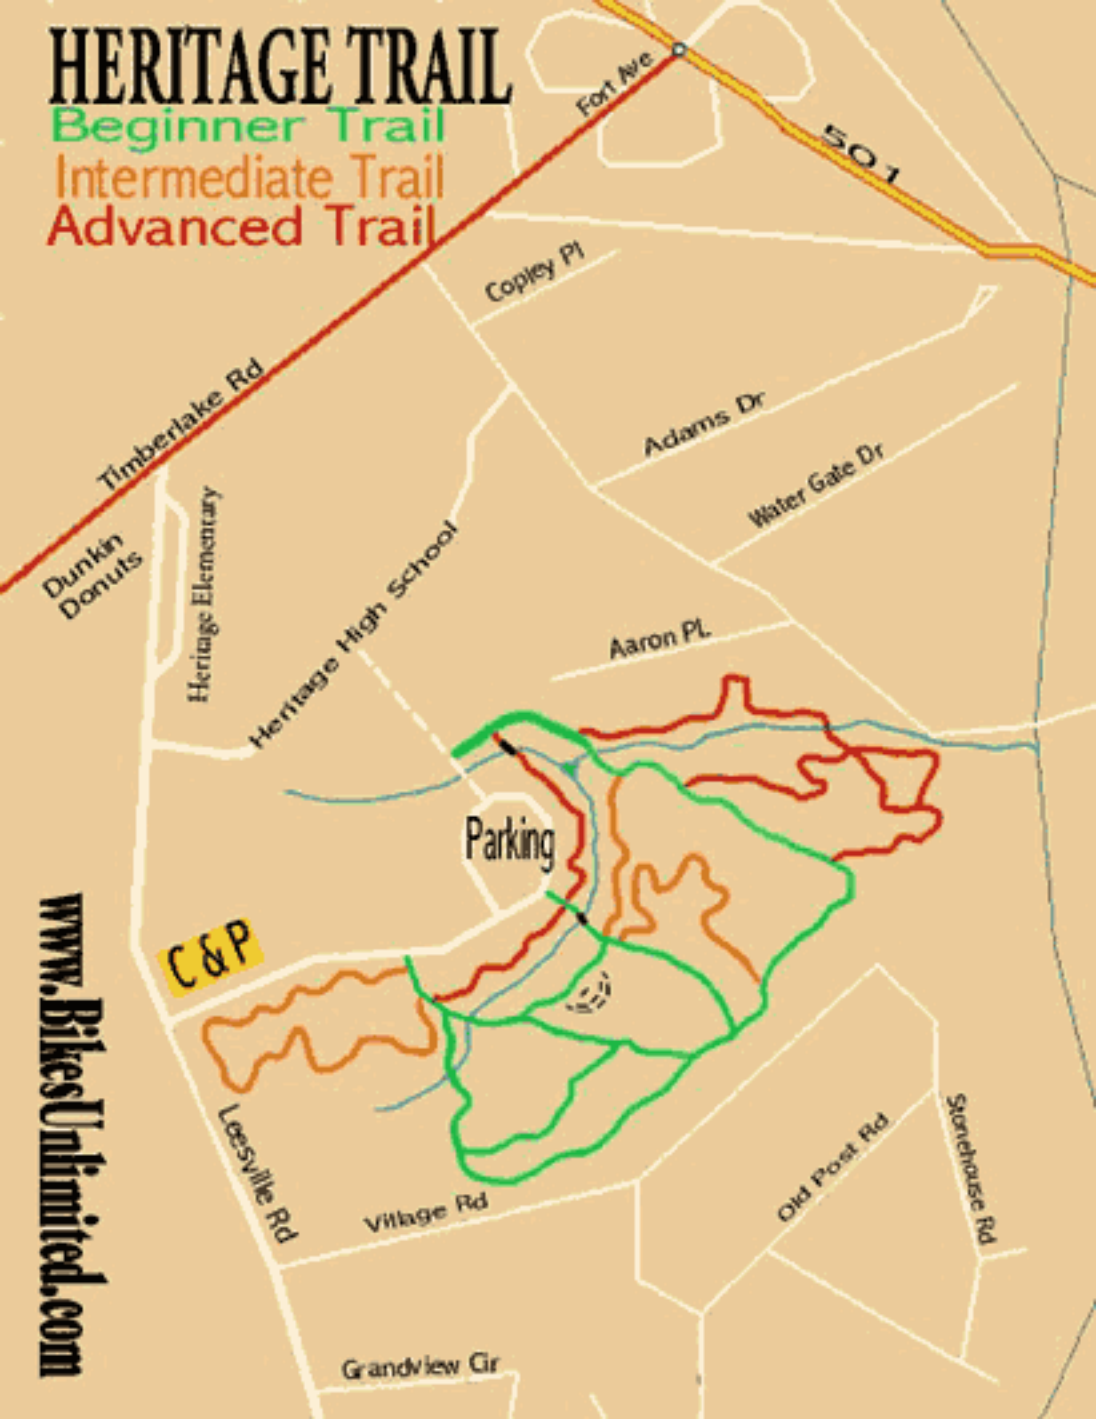 HERITAGE TRAIL
Beginner Trail
Intermediate Trail
Advanced Trail
Fort Ave
501
Copley Pl
Timberlake Rd
Adams Dr
Water Gate Dr
Dunkin
Donuts
Heritage Elementary
Heritage High School
Aaron PL.
Parking
C & P
www.BikesUnlimited.com
Leesville Rd
Village Rd
Old Post Rd
Stonehouse Rd
Grandview Cir